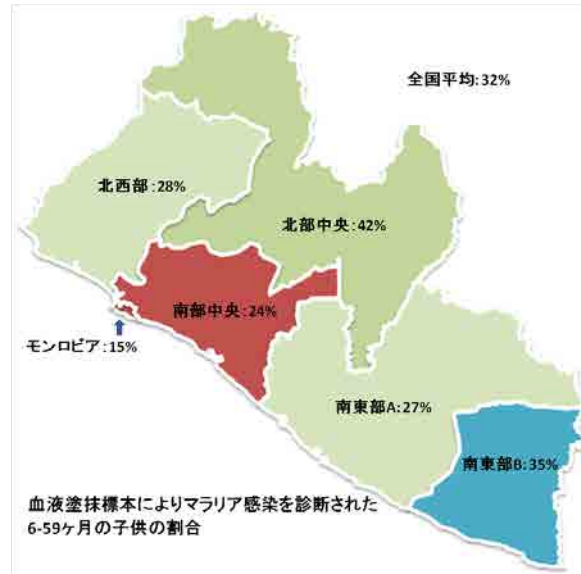 全国平均:32%
北西部:28%
北部中央:42%
南部中央:24%
モンロビア:15%
南東部A:27%
南東部B:35%
血液塗抹標本によりマラリア感染を診断された
6-59ヶ月の子供の割合